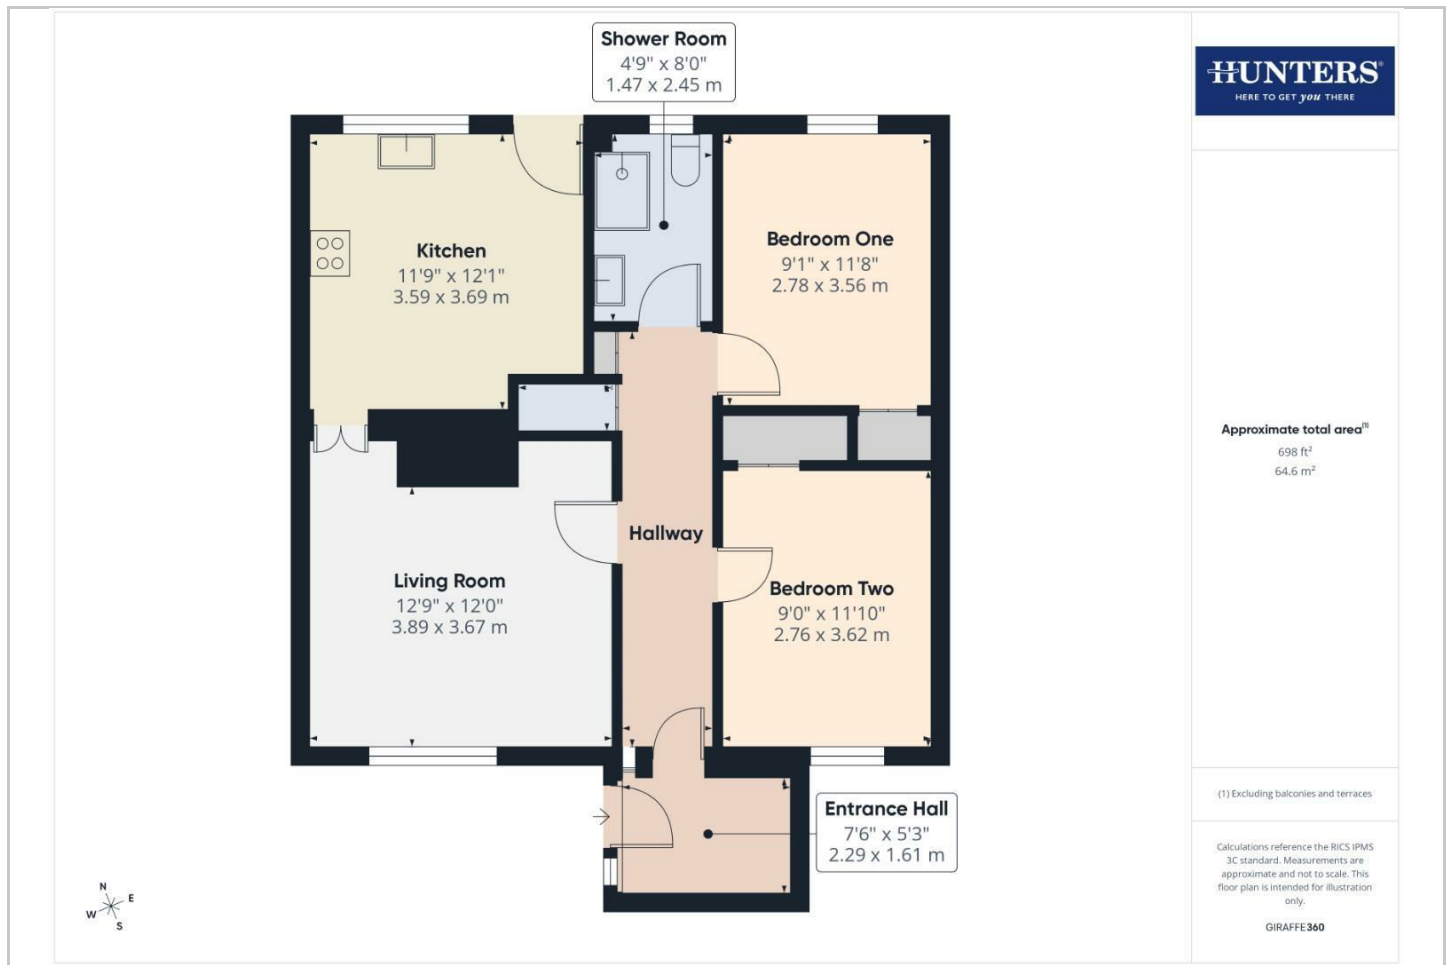 Shower Room
4'9" x 8'0"
1.47 x 2.45 m
Kitchen
11'9" x 12'1"
3.59 x 3.69 m
Bedroom One
9'1" x 11'8"
2.78 x 3.56 m
Living Room
12'9" x 12'0"
3.89 x 3.67 m
Hallway
Bedroom Two
9'0" x 11'10"
2.76 x 3.62 m
Entrance Hall
7'6" x 5'3"
2.29 x 1.61 m
N
E
W
S
HUNTERS®
HERE TO GET you THERE
Approximate total area(1)
698 ft²
64.6 m²
(1) Excluding balconies and terraces
Calculations reference the RICS IPMS
3C standard. Measurements are
approximate and not to scale. This
floor plan is intended for illustration
only.
GIRAFFE360